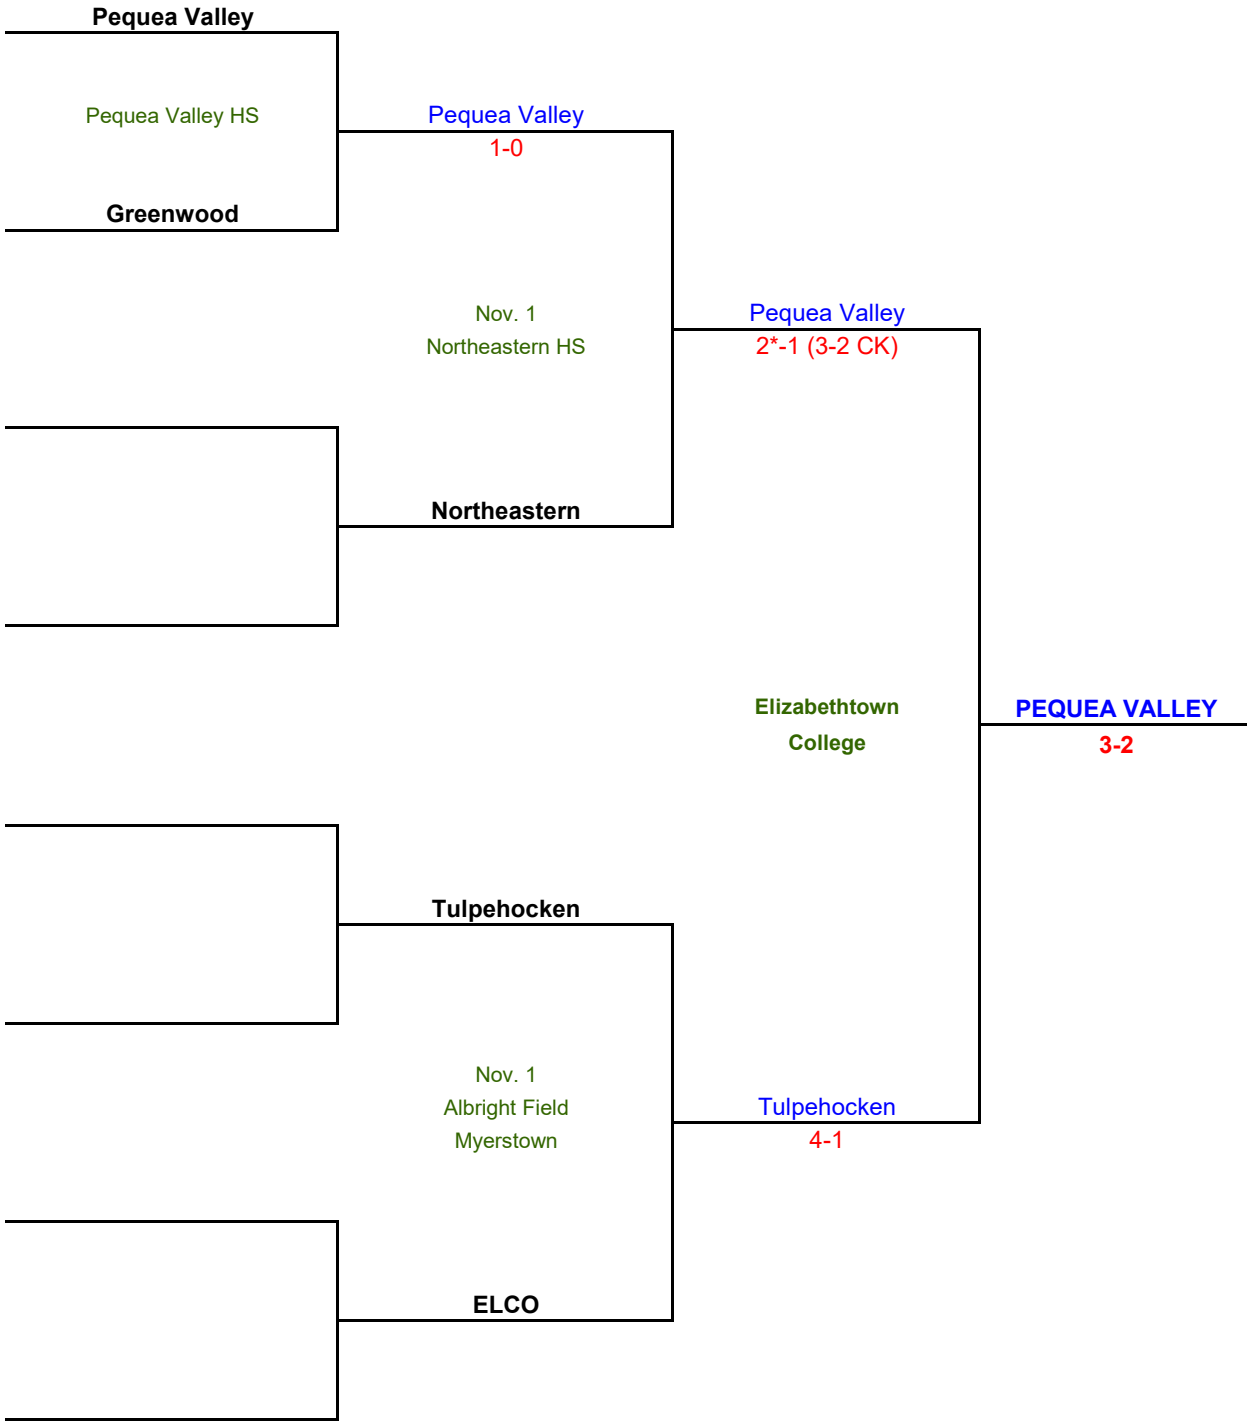 Pequea Valley
Pequea Valley HS
Pequea Valley
1-0
Greenwood
Nov. 1
Northeastern HS
Pequea Valley
2*-1 (3-2 CK)
Northeastern
Elizabethtown
College
PEQUEA VALLEY
3-2
Tulpehocken
Nov. 1
Albright Field
Myerstown
Tulpehocken
4-1
ELCO